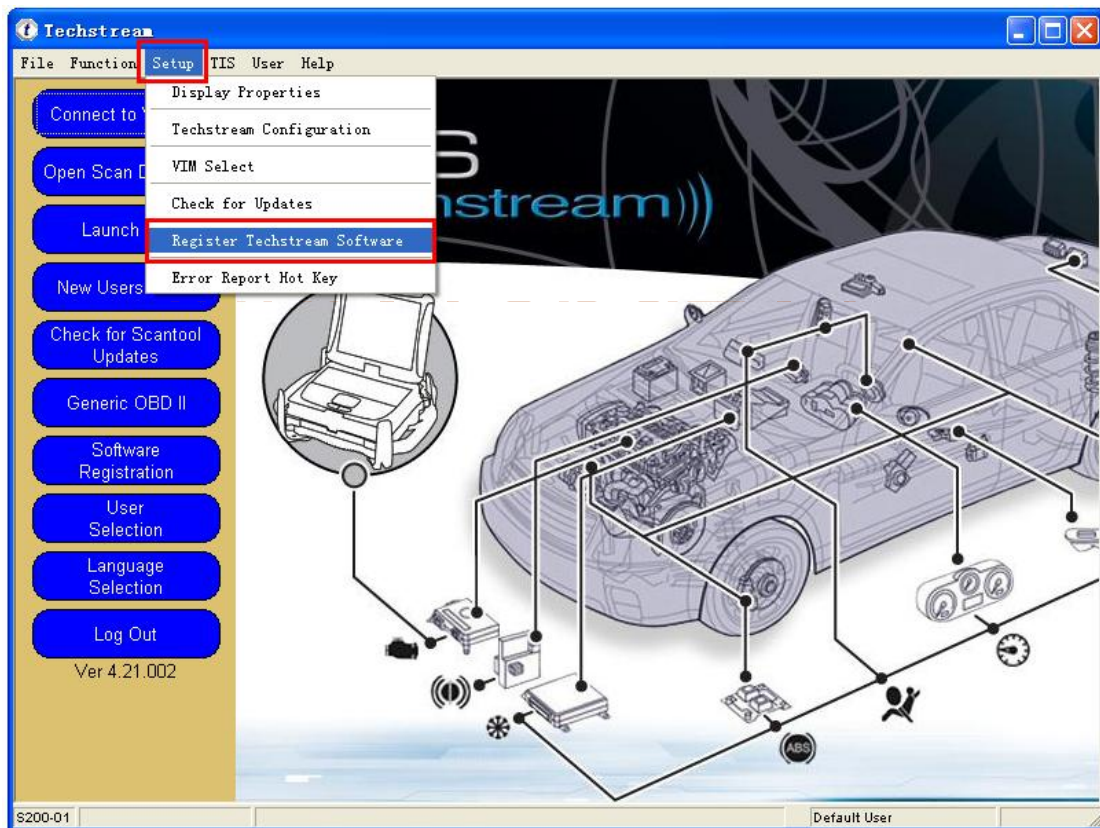 Techstream
File Function Setup TIS User Help
Display Properties
Techstream Configuration
VIM Select
Check for Updates
Register Techstream Software
Error Report Hot Key
Connect to
Open Scan
Launch
New Users
Check for Scantool
Updates
Generic OBD II
Software
Registration
User
Selection
Language
Selection
Log Out
Ver 4.21.002
S
nstream
ABS
S200-01
Default User